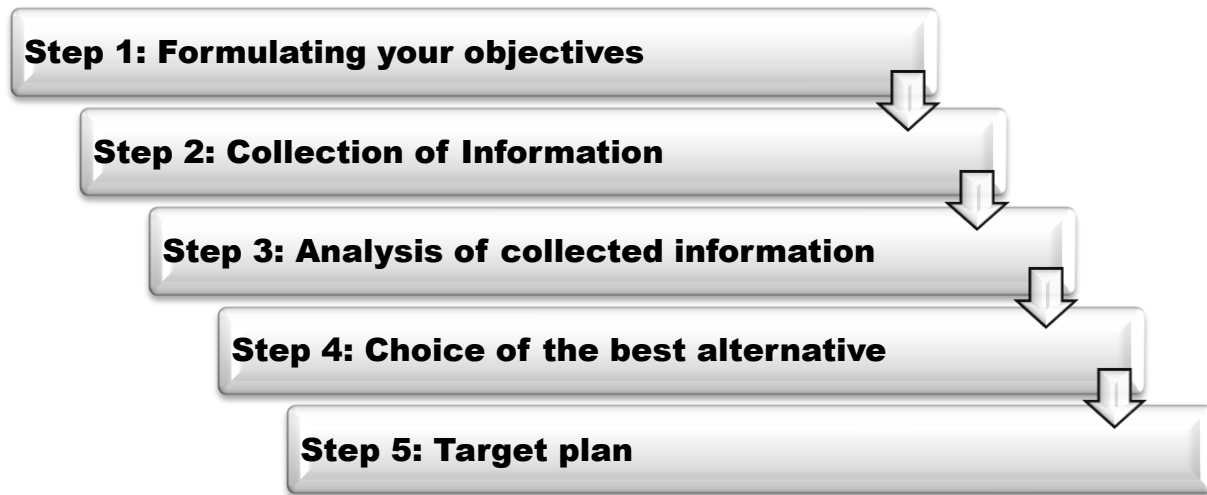 Step 1: Formulating your objectives
Step 2: Collection of Information
Step 3: Analysis of collected information
Step 4: Choice of the best alternative
Step 5: Target plan